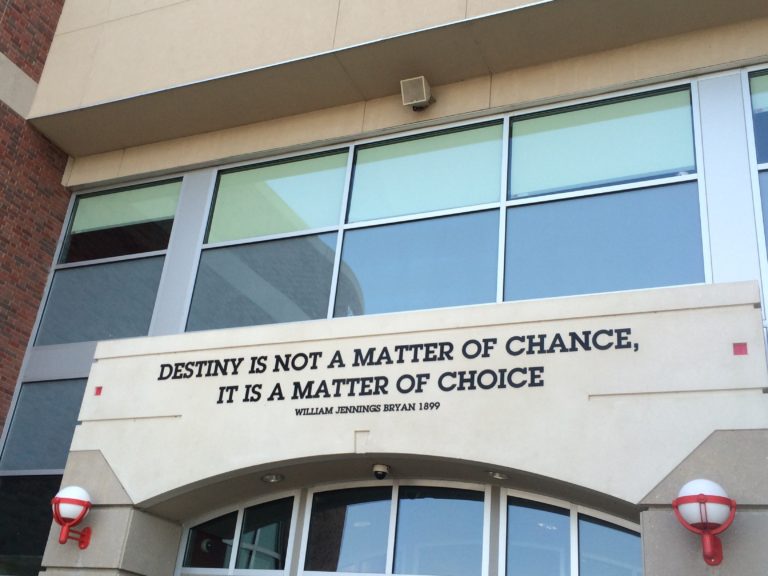 DESTINY IS NOT A MATTER OF CHANCE,
IT IS A MATTER OF CHOICE
WILLIAM JENNINGS BRYAN 1899